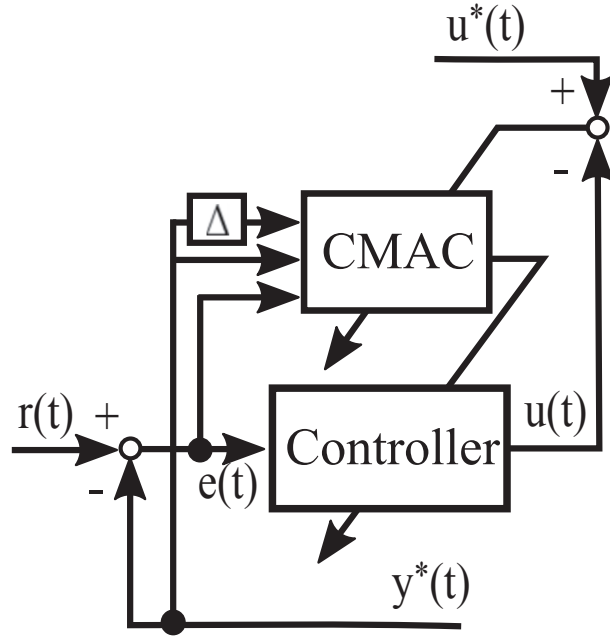 u*(t)
+
-
Δ
CMAC
r(t)
+
u(t)
Controller
-
e(t)
y*(t)